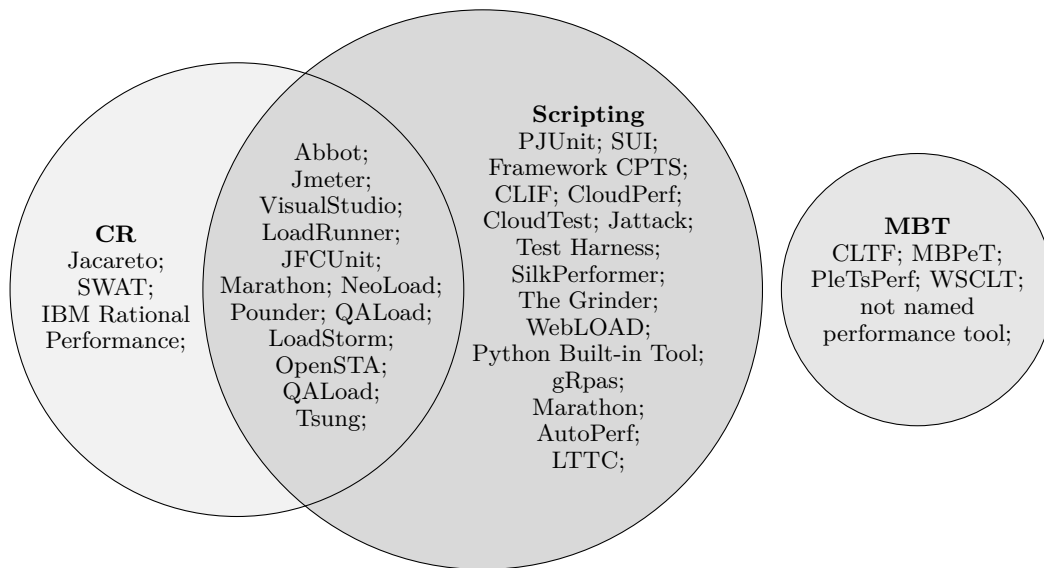 CR
Jacareto;
SWAT;
IBM Rational
Performance;
Abbot;
Jmeter;
VisualStudio;
LoadRunner;
JFCUnit;
Marathon; NeoLoad;
Pounder; QALoad;
LoadStorm;
OpenSTA;
QALoad;
Tsung;
Scripting
PJUnit; SUI;
Framework CPTS;
CLIF; CloudPerf;
CloudTest; Jattack;
Test Harness;
SilkPerformer;
The Grinder;
WebLOAD;
Python Built-in Tool;
gRpas;
Marathon;
AutoPerf;
LTTC;
MBT
CLTF; MBPeT;
PleTsPerf; WSCLT;
not named
performance tool;